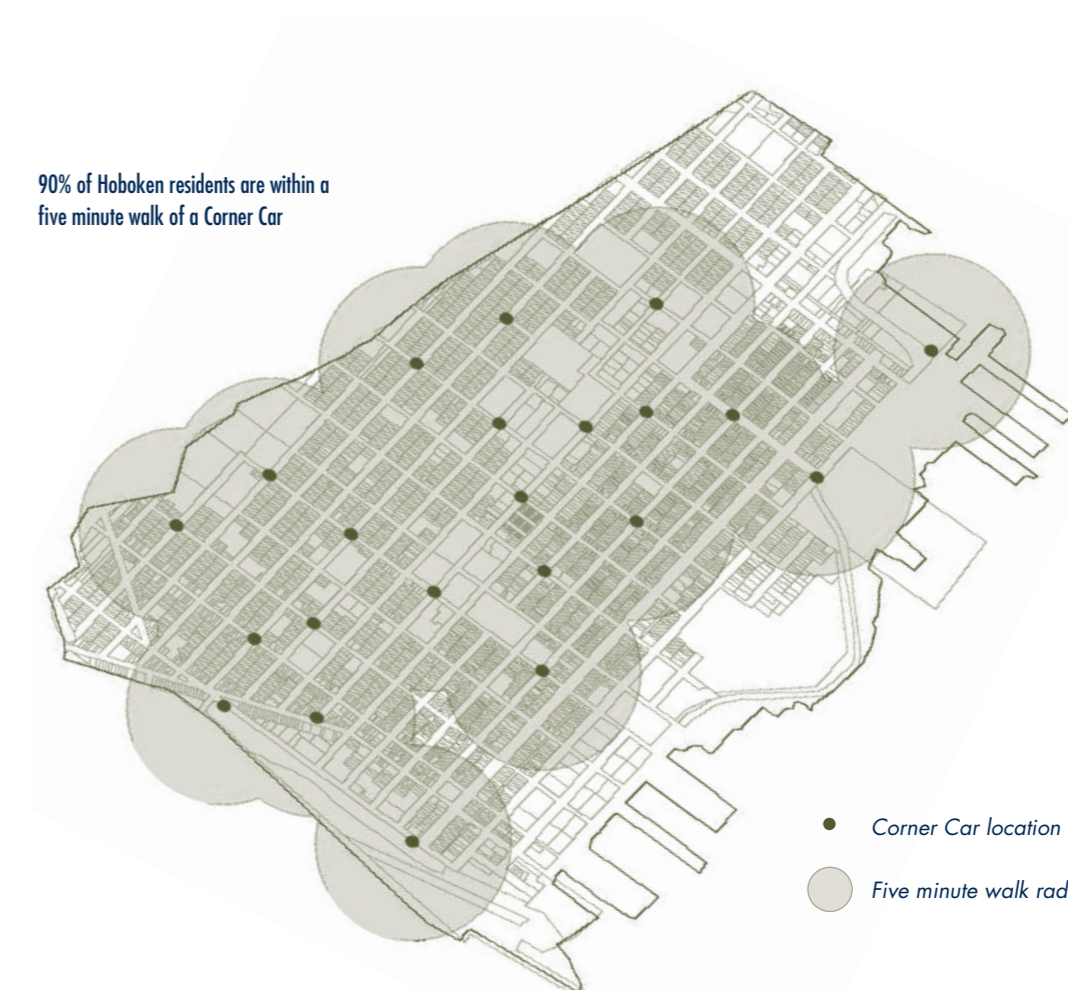 90% of Hoboken residents are within a
five minute walk of a Corner Car
Corner Car location
Five minute walk rad